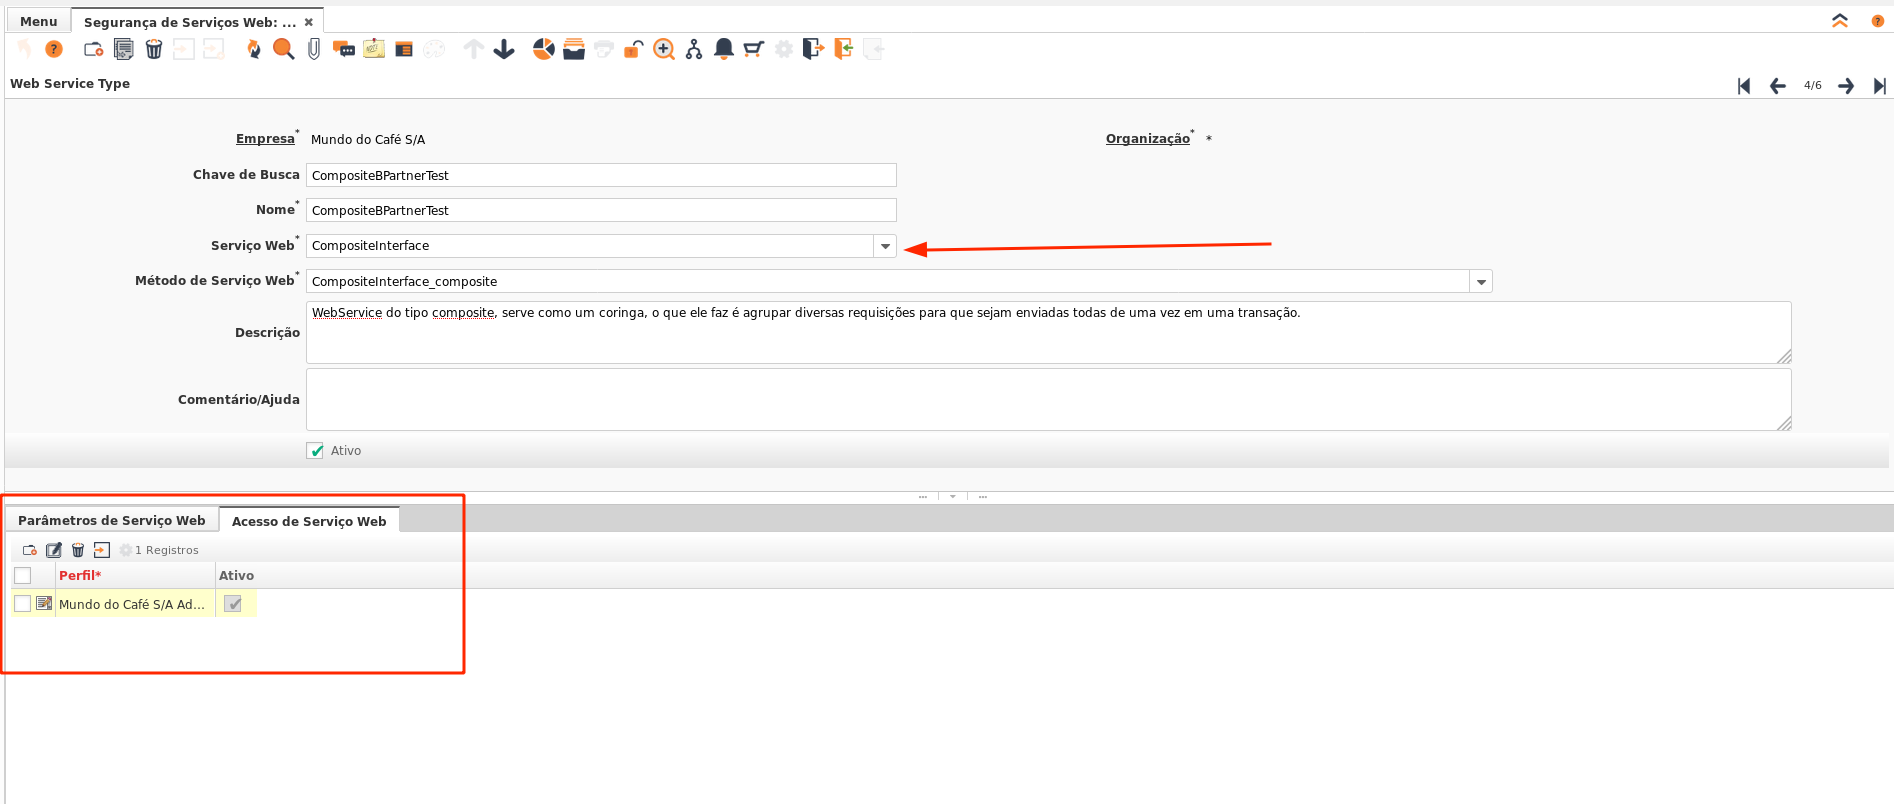 Menu
Segurança de Serviços Web: ...
Web Service Type
4/6
Empresa* Mundo do Café S/A
Organização* *
Chave de Busca CompositeBPartnerTest
Nome* CompositeBPartnerTest
Serviço Web* CompositeInterface
Método de Serviço Web* CompositeInterface_composite
Descrição WebService do tipo composite, serve como um coringa, o que ele faz é agrupar diversas requisições para que sejam enviadas todas de uma vez em uma transação.
Comentário/Ajuda
Ativo
Parâmetros de Serviço Web
Acesso de Serviço Web
1 Registros
Perfil* Ativo
Mundo do Café S/A Ad...